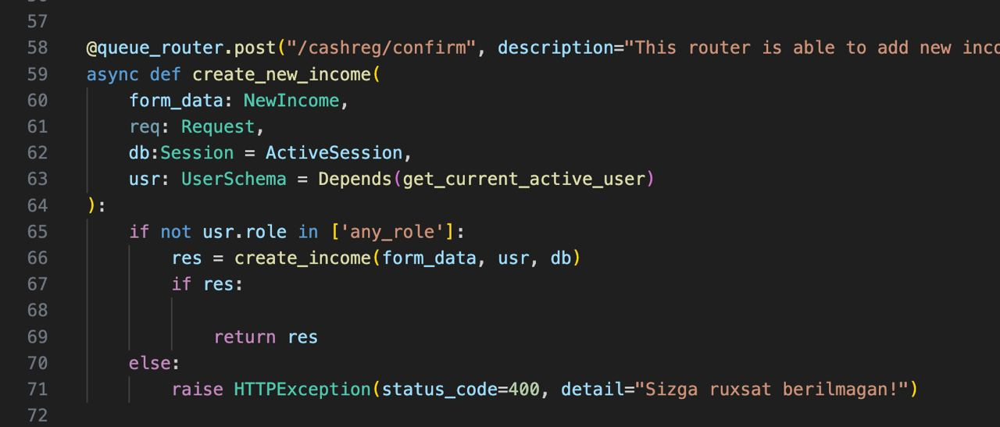 57
58 @queue_router.post("/cashreg/confirm", description="This router is able to add new inco
59 async def create_new_income(
60     form_data: NewIncome,
61     req: Request,
62     db:Session = ActiveSession,
63     usr: UserSchema = Depends(get_current_active_user)
64 ):
65     if not usr.role in ['any_role']:
66         res = create_income(form_data, usr, db)
67         if res:
68
69             return res
70     else:
71         raise HTTPException(status_code=400, detail="Sizga ruxsat berilmagan!")
72